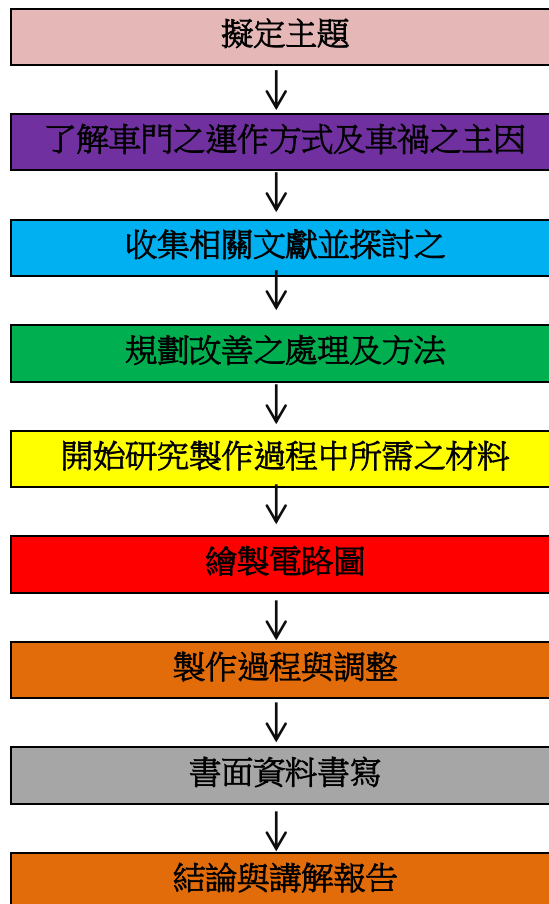 擬定主題
了解車門之運作方式及車禍之主因
收集相關文獻並探討之
規劃改善之處理及方法
開始研究製作過程中所需之材料
繪製電路圖
製作過程與調整
書面資料書寫
結論與講解報告